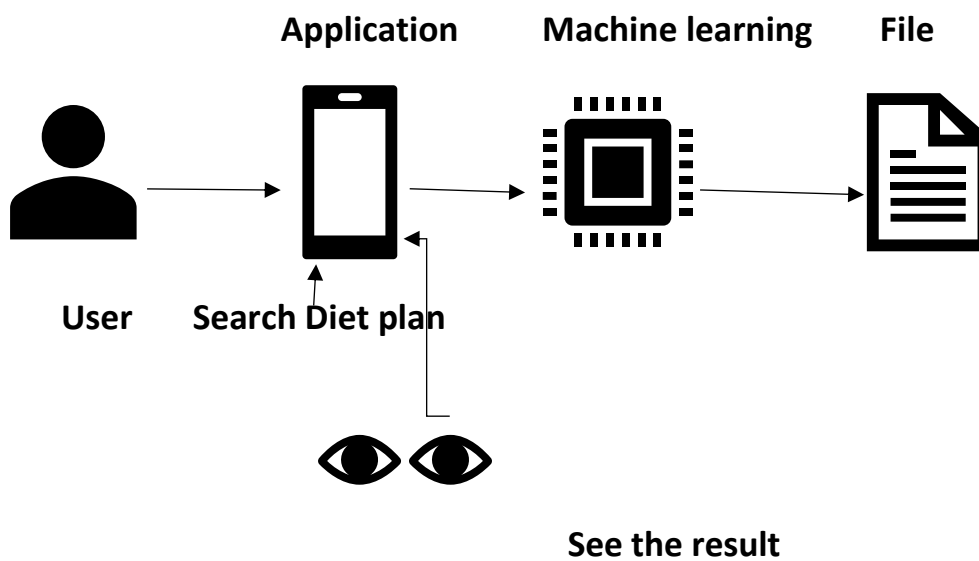 Application Machine learning File
User Search Diet plan
See the result